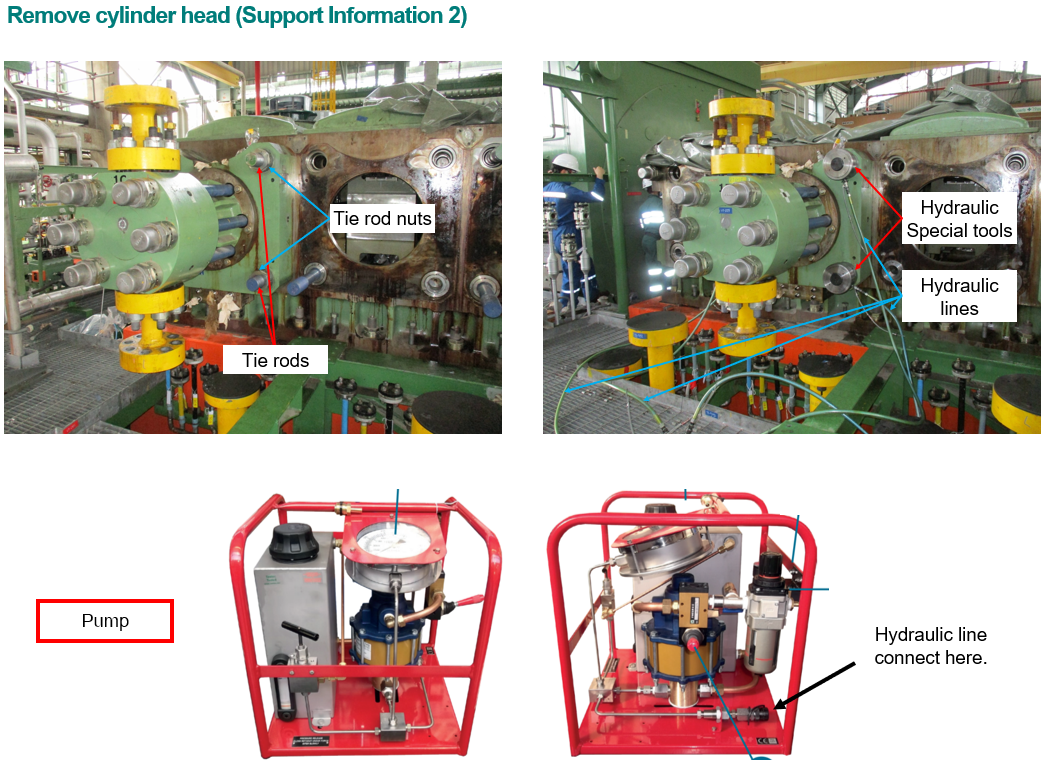 Remove cylinder head (Support Information 2)
Tie rod nuts
Tie rods
Hydraulic
Special tools
Hydraulic
lines
Pump
Hydraulic line
connect here.